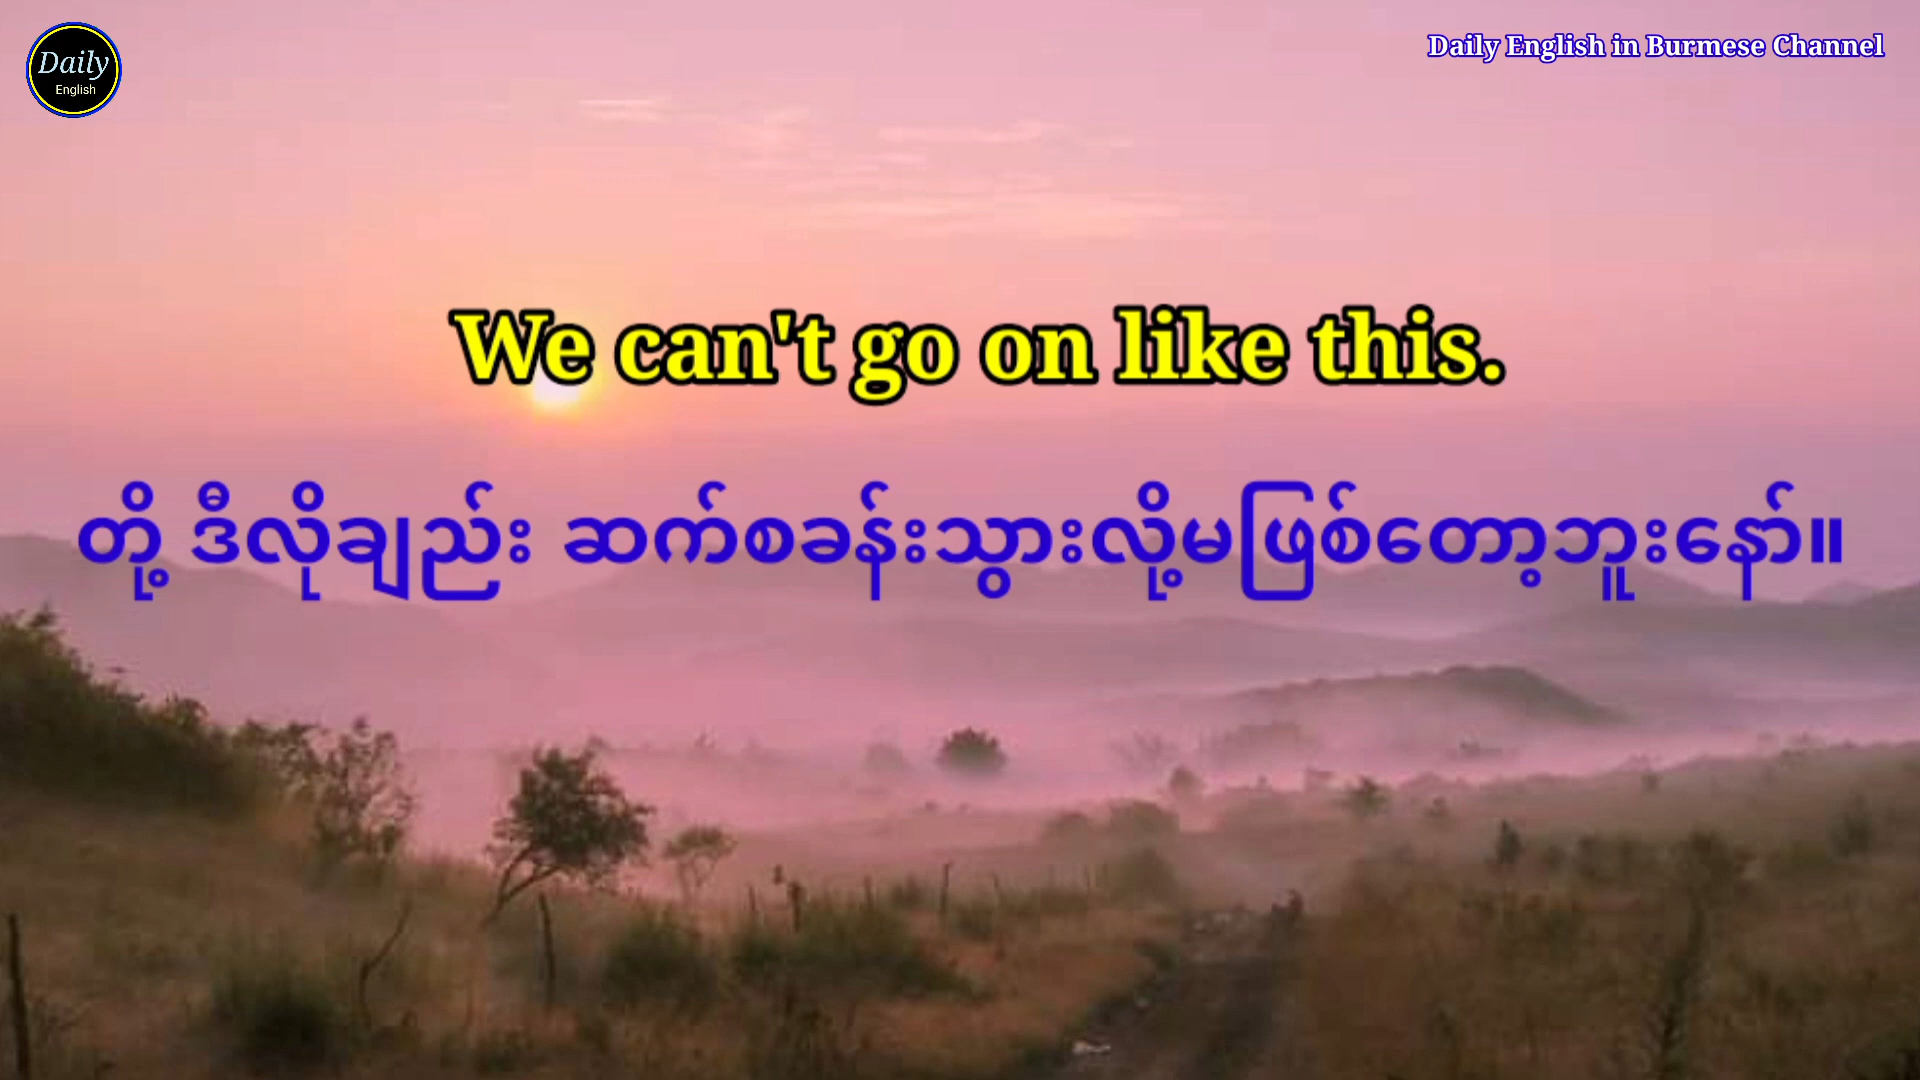 Daily
English
Daily English in Burmese Channel
We can't go on like this.
တို့ ဒီလိုချည်း ဆက်စခန်းသွားလို့မဖြစ်တော့ဘူးနော်။